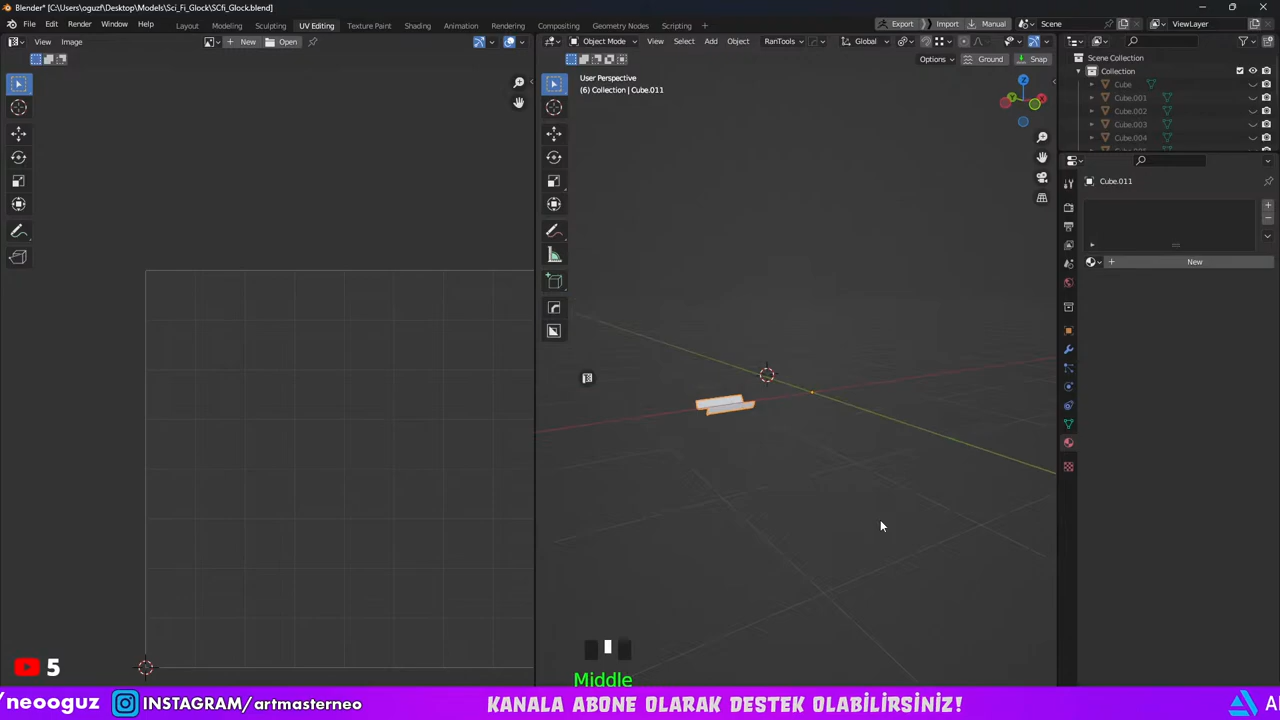 Blender* [C:\Users\oguzf\Desktop\Models\Sci_Fi_Glock\SCfi_Glock.blend]
File Edit Render Window Help Layout Modeling Sculpting UV Editing Texture Paint Shading Animation Rendering Compositing Geometry Nodes Scripting Export Import Manual Scene ViewLayer
View Image New Open Object Mode View Select Add Object RanTools Global
Options Ground Snap
Scene Collection
Collection
Cube
Cube.001
Cube.002
Cube.003
Cube.004
User Perspective
(6) Collection | Cube.011
Z
Y
X
Cube.011
New
5
Middle
/neooguz INSTAGRAM/artmasterneo KANALA ABONE OLARAK DESTEK OLABİLİRSİNİZ! A